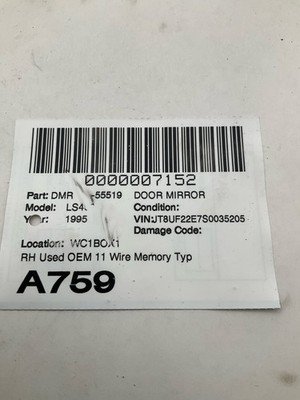 0000007152
Part: DMR 55519 DOOR MIRROR
Model: Condition:
Year: 1995 VIN:JT8UF22E7S0035205
Damage Code:
Location: WC1BOX1
RH Used OEM 11 Wire Memory Typ
A759